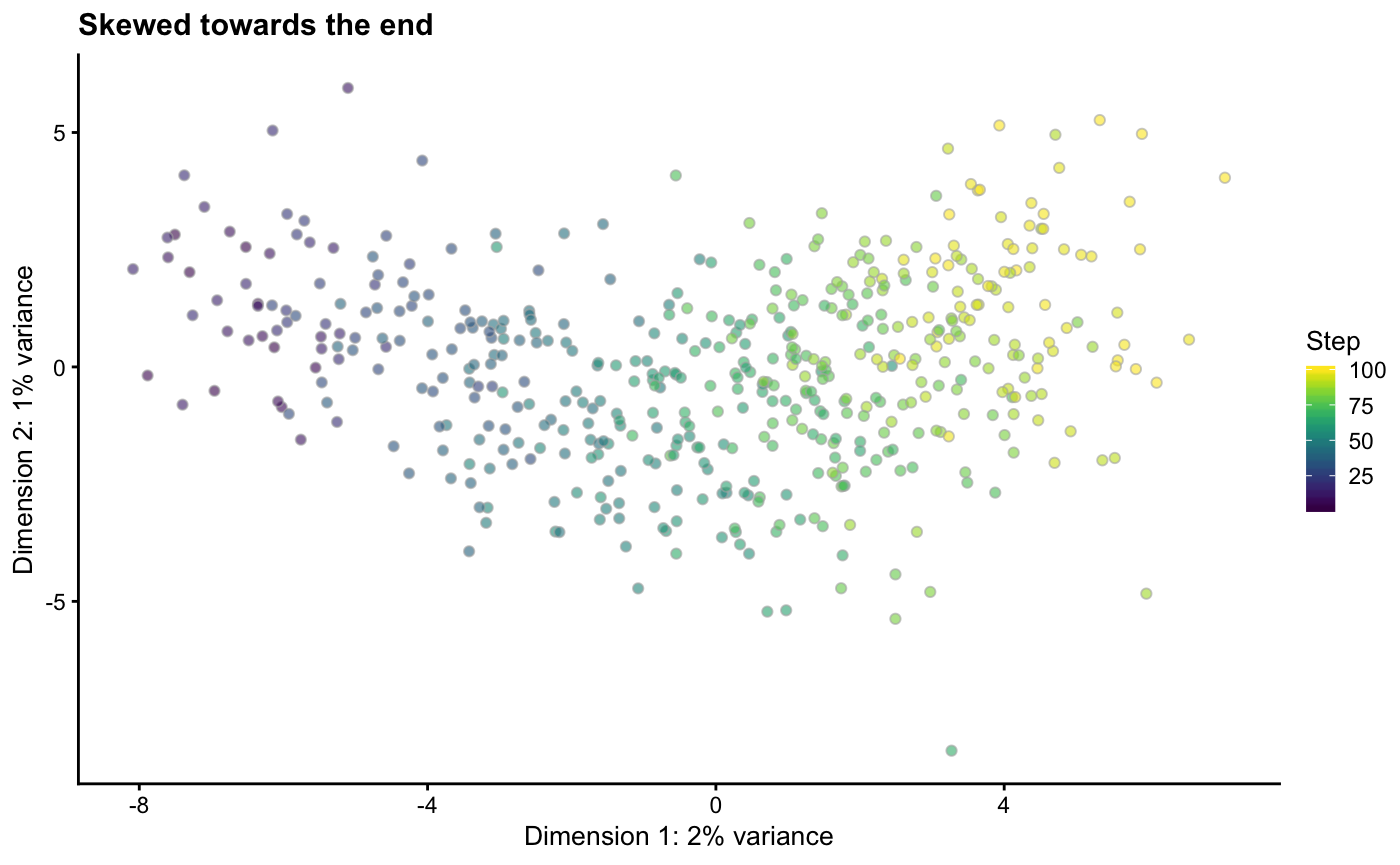 Skewed towards the end
5
0
-5
Dimension 2: 1% variance
-8
-4
0
4
Dimension 1: 2% variance
Step
100
75
50
25